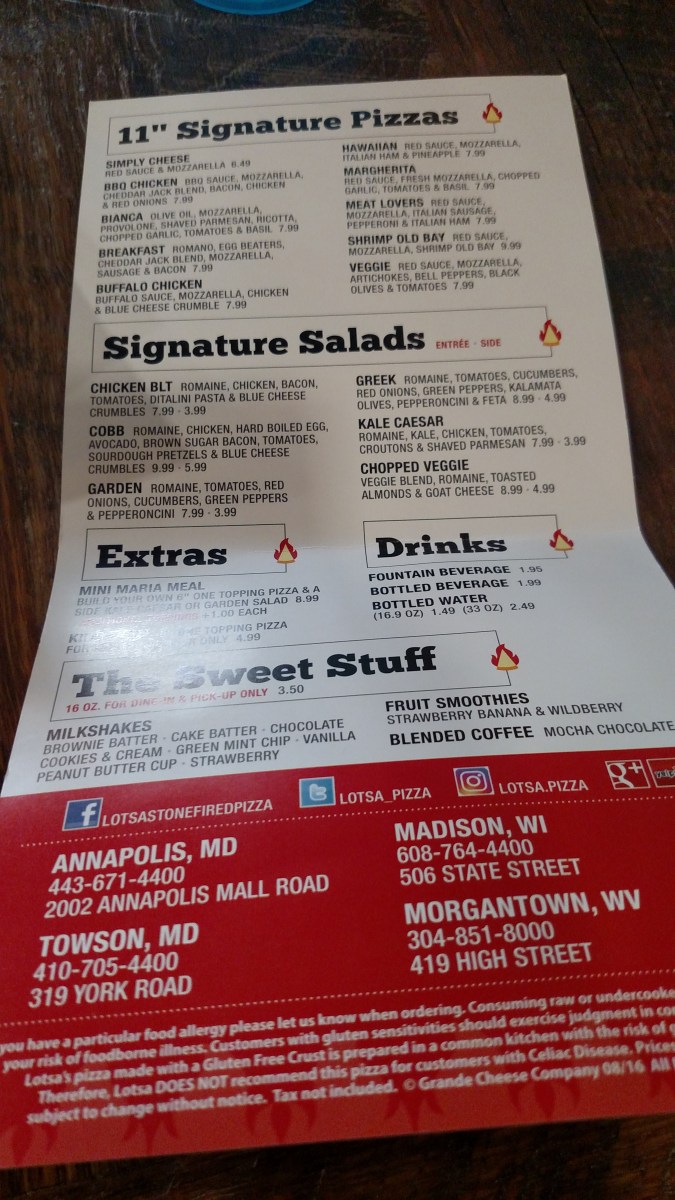 11" Signature Pizzas
SIMPLY CHEESE
RED SAUCE & MOZZARELLA 6.49
BBQ CHICKEN BBQ SAUCE, MOZZARELLA,
CHEDDAR JACK BLEND, BACON, CHICKEN
& RED ONIONS 7.99
BIANCA OLIVE OIL, MOZZARELLA,
PROVOLONE, SHAVED PARMESAN, RICOTTA,
CHOPPED GARLIC, TOMATOES & BASIL 7.99
BREAKFAST ROMANO, EGG BEATERS,
CHEDDAR JACK BLEND, MOZZARELLA,
SAUSAGE & BACON 7.99
BUFFALO CHICKEN
BUFFALO SAUCE, MOZZARELLA, CHICKEN
& BLUE CHEESE CRUMBLE 7.99
HAWAIIAN RED SAUCE, MOZZARELLA,
ITALIAN HAM & PINEAPPLE 7.99
MARGHERITA
RED SAUCE, FRESH MOZZARELLA, CHOPPED
GARLIC, TOMATOES & BASIL 7.99
MEAT LOVERS RED SAUCE,
MOZZARELLA, ITALIAN SAUSAGE,
PEPPERONI & ITALIAN HAM 7.99
SHRIMP OLD BAY RED SAUCE,
MOZZARELLA, SHRIMP OLD BAY 9.99
VEGGIE RED SAUCE, MOZZARELLA,
ARTICHOKES, BELL PEPPERS, BLACK
OLIVES & TOMATOES 7.99
Signature Salads ENTRÉE · SIDE
CHICKEN BLT ROMAINE, CHICKEN, BACON,
TOMATOES, DITALINI PASTA & BLUE CHEESE
CRUMBLES 7.99 · 3.99
COBB ROMAINE, CHICKEN, HARD BOILED EGG,
AVOCADO, BROWN SUGAR BACON, TOMATOES,
SOURDOUGH PRETZELS & BLUE CHEESE
CRUMBLES 9.99 · 5.99
GARDEN ROMAINE, TOMATOES, RED
ONIONS, CUCUMBERS, GREEN PEPPERS
& PEPPERONCINI 7.99 · 3.99
GREEK ROMAINE, TOMATOES, CUCUMBERS,
RED ONIONS, GREEN PEPPERS, KALAMATA
OLIVES, PEPPERONCINI & FETA 8.99 · 4.99
KALE CAESAR
ROMAINE, KALE, CHICKEN, TOMATOES,
CROUTONS & SHAVED PARMESAN 7.99 · 3.99
CHOPPED VEGGIE
VEGGIE BLEND, ROMAINE, TOASTED
ALMONDS & GOAT CHEESE 8.99 · 4.99
Extras
MINI MARIA MEAL
BUILD YOUR OWN 6" ONE TOPPING PIZZA & A
SIDE KALE CAESAR OR GARDEN SALAD 8.99
+1.00 EACH
TOPPING PIZZA
FOR ONLY 4.99
Drinks
FOUNTAIN BEVERAGE 1.95
BOTTLED BEVERAGE 1.99
BOTTLED WATER
(16.9 OZ) 1.49 (33 OZ) 2.49
The Sweet Stuff
16 OZ. FOR DINE-IN & PICK-UP ONLY 3.50
MILKSHAKES
BROWNIE BATTER · CAKE BATTER · CHOCOLATE
COOKIES & CREAM · GREEN MINT CHIP · VANILLA
PEANUT BUTTER CUP · STRAWBERRY
FRUIT SMOOTHIES
STRAWBERRY BANANA & WILDBERRY
BLENDED COFFEE MOCHA CHOCOLATE
f LOTSASTONEFIREDPIZZA
LOTSA_PIZZA
LOTSA.PIZZA
g+
ANNAPOLIS, MD
443-671-4400
2002 ANNAPOLIS MALL ROAD
TOWSON, MD
410-705-4400
319 YORK ROAD
MADISON, WI
608-764-4400
506 STATE STREET
MORGANTOWN, WV
304-851-8000
419 HIGH STREET
you have a particular food allergy please let us know when ordering. Consuming raw or undercooke
your risk of foodborne illness. Customers with gluten sensitivities should exercise judgment in co
Lotsa's pizza made with a Gluten Free Crust is prepared in a common kitchen with the risk of g
Therefore, Lotsa DOES NOT recommend this pizza for customers with Celiac Disease. Prices
subject to change without notice. Tax not included. © Grande Cheese Company 08/16 All